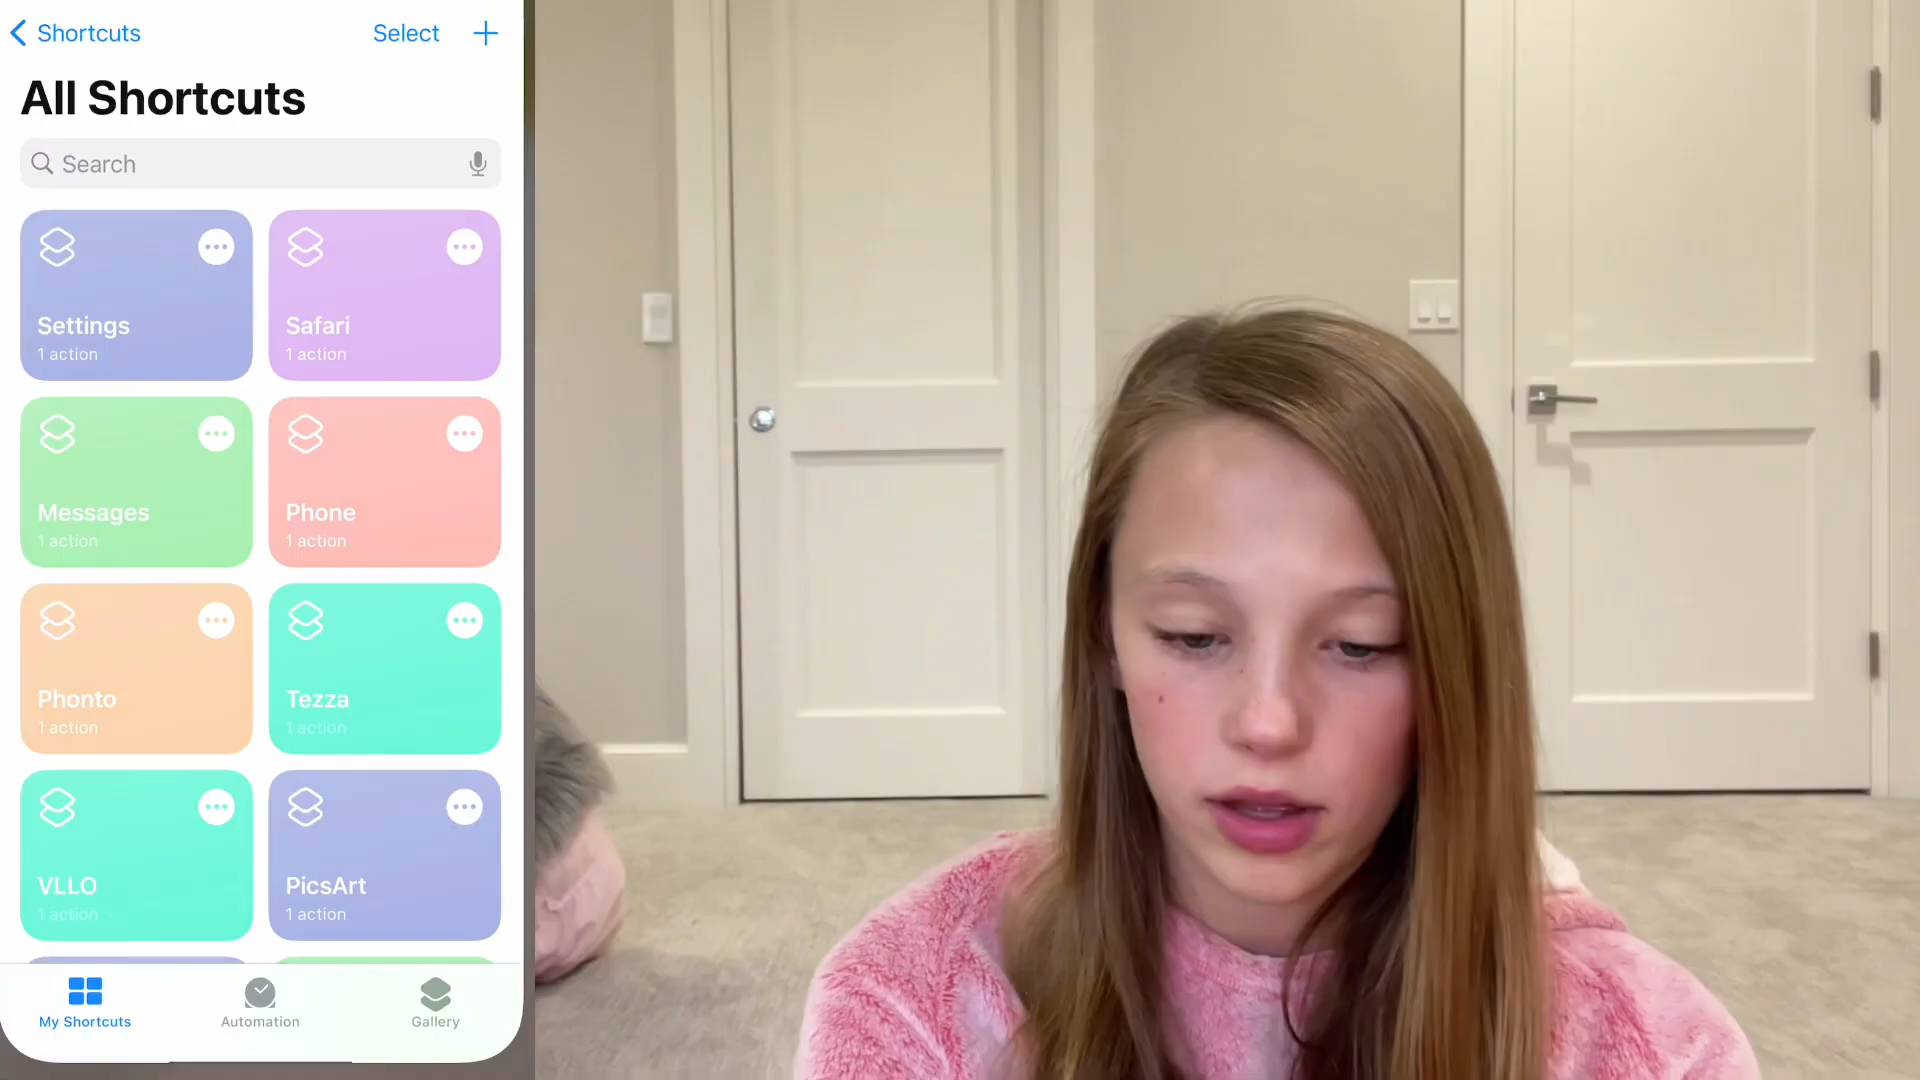 Shortcuts
Select
All Shortcuts
Search
Settings
1 action
Safari
1 action
Messages
1 action
Phone
1 action
Phonto
1 action
Tezza
1 action
VLLO
1 action
PicsArt
1 action
My Shortcuts
Automation
Gallery